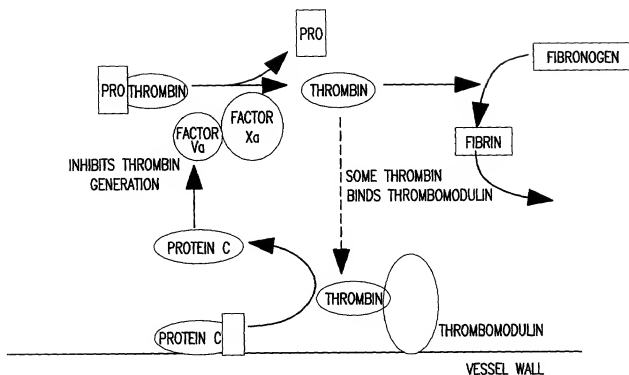 PRO
FIBRONOGEN
PRO THROMBIN
THROMBIN
FACTOR
Va
FACTOR
Xa
FIBRIN
INHIBITS THROMBIN
GENERATION
SOME THROMBIN
BINDS THROMBOMODULIN
PROTEIN C
THROMBIN
PROTEIN C
THROMBOMODULIN
VESSEL WALL